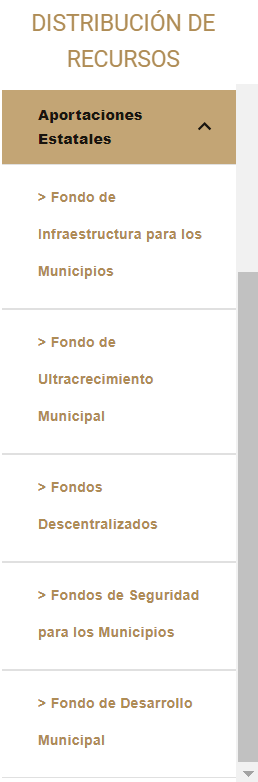 DISTRIBUCIÓN DE
RECURSOS
Aportaciones
Estatales
> Fondo de
Infraestructura para los
Municipios
> Fondo de
Ultracrecimiento
Municipal
> Fondos
Descentralizados
> Fondos de Seguridad
para los Municipios
> Fondo de Desarrollo
Municipal